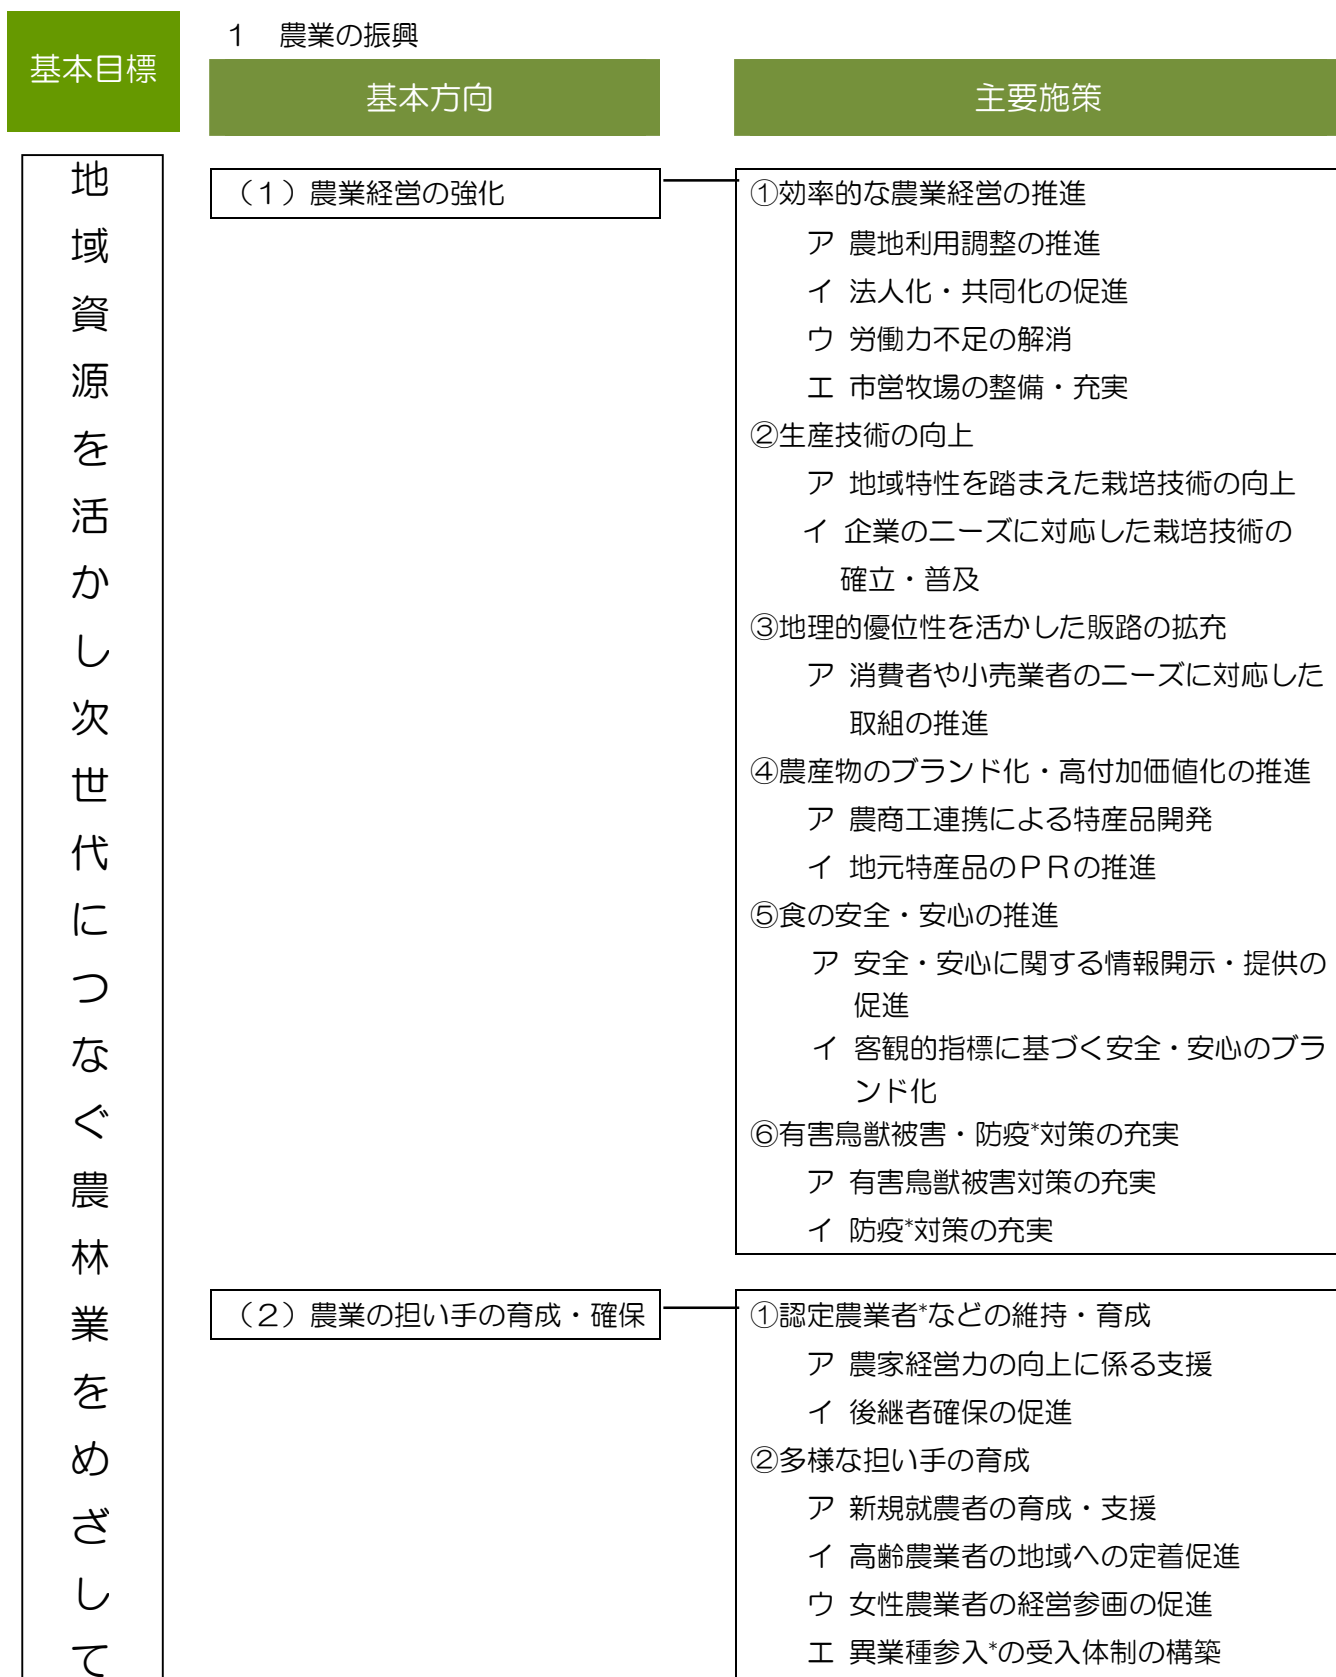 基本目標
1　農業の振興
基本方向
主要施策
地域資源を活かし次世代につなぐ農林業をめざして
（1）農業経営の強化
①効率的な農業経営の推進
ア 農地利用調整の推進
イ 法人化・共同化の促進
ウ 労働力不足の解消
エ 市営牧場の整備・充実
②生産技術の向上
ア 地域特性を踏まえた栽培技術の向上
イ 企業のニーズに対応した栽培技術の
確立・普及
③地理的優位性を活かした販路の拡充
ア 消費者や小売業者のニーズに対応した
取組の推進
④農産物のブランド化・高付加価値化の推進
ア 農商工連携による特産品開発
イ 地元特産品のＰＲの推進
⑤食の安全・安心の推進
ア 安全・安心に関する情報開示・提供の
促進
イ 客観的指標に基づく安全・安心のブラ
ンド化
⑥有害鳥獣被害・防疫*対策の充実
ア 有害鳥獣被害対策の充実
イ 防疫*対策の充実
（2）農業の担い手の育成・確保
①認定農業者*などの維持・育成
ア 農家経営力の向上に係る支援
イ 後継者確保の促進
②多様な担い手の育成
ア 新規就農者の育成・支援
イ 高齢農業者の地域への定着促進
ウ 女性農業者の経営参画の促進
エ 異業種参入*の受入体制の構築